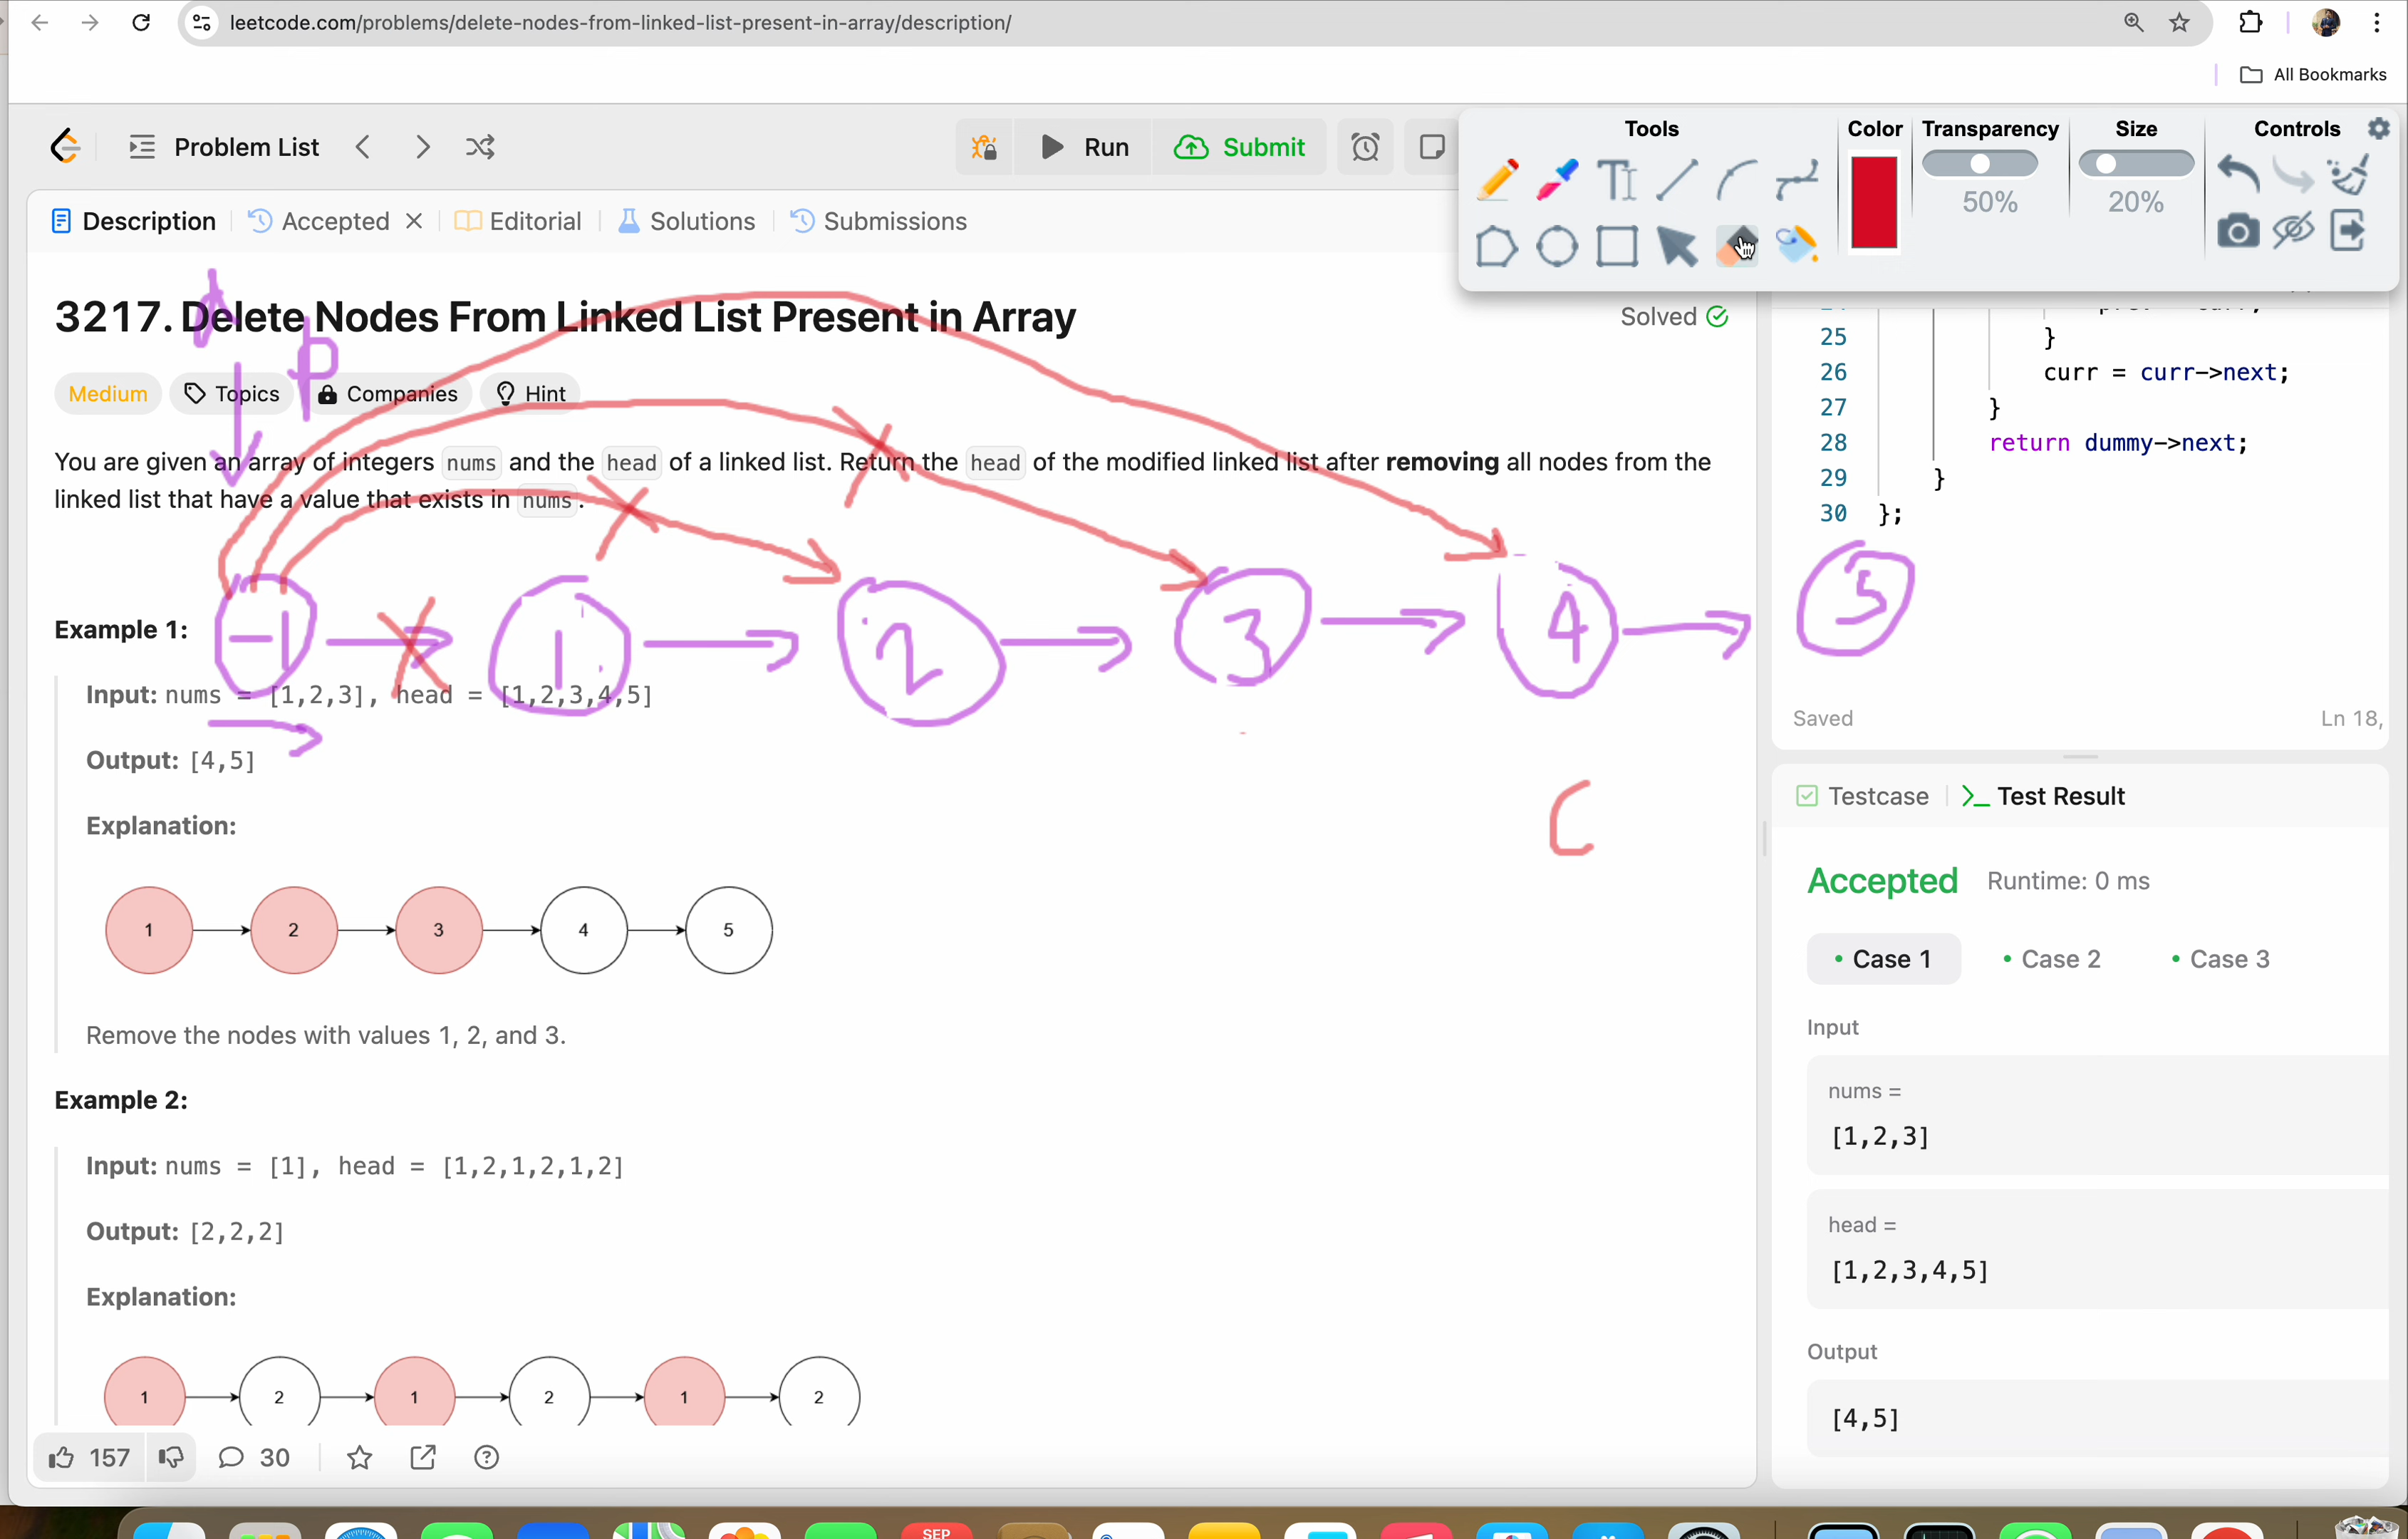 leetcode.com/problems/delete-nodes-from-linked-list-present-in-array/description/
All Bookmarks
Problem List
Run
Submit
Tools
Color
Transparency
Size
Controls
50%
20%
Description
Accepted
Editorial
Solutions
Submissions
3217. Delete Nodes From Linked List Present in Array
Solved
p
Medium
Topics
Companies
Hint
You are given an array of integers nums and the head of a linked list. Return the head of the modified linked list after removing all nodes from the
linked list that have a value that exists in nums.
-1
1
2
3
4
5
Example 1:
Input: nums = [1,2,3], head = [1,2,3,4,5]
Output: [4,5]
C
Explanation:
1
2
3
4
5
Remove the nodes with values 1, 2, and 3.
Example 2:
Input: nums = [1], head = [1,2,1,2,1,2]
Output: [2,2,2]
Explanation:
1
2
1
2
1
2
157
30
25 }
26 curr = curr->next;
27 }
28 return dummy->next;
29 }
30 };
Saved
Ln 18,
Testcase
Test Result
Accepted
Runtime: 0 ms
Case 1
Case 2
Case 3
Input
nums =
[1,2,3]
head =
[1,2,3,4,5]
Output
[4,5]
SEP